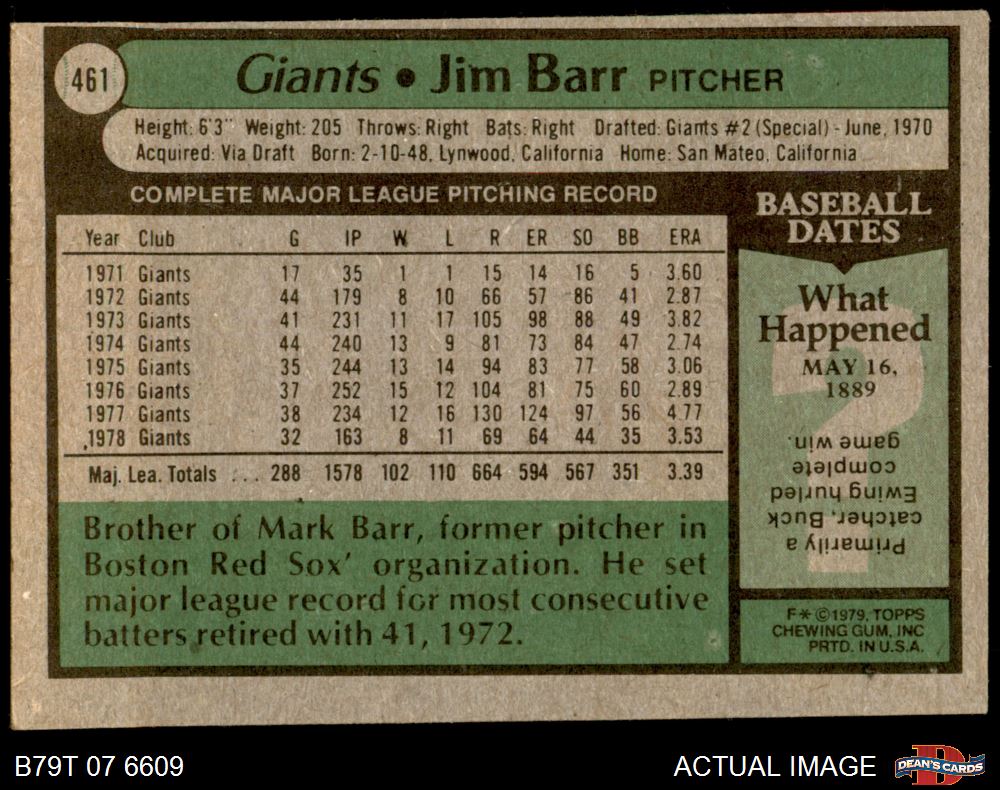 461
Giants • Jim Barr PITCHER
Height: 6'3" Weight: 205 Throws: Right Bats: Right Drafted: Giants #2 (Special) - June, 1970
Acquired: Via Draft Born: 2-10-48, Lynwood, California Home: San Mateo, California
COMPLETE MAJOR LEAGUE PITCHING RECORD
Year Club G IP W L R ER SO BB ERA
1971 Giants 17 35 1 1 15 14 16 5 3.60
1972 Giants 44 179 8 10 66 57 86 41 2.87
1973 Giants 41 231 11 17 105 98 88 49 3.82
1974 Giants 44 240 13 9 81 73 84 47 2.74
1975 Giants 35 244 13 14 94 83 77 58 3.06
1976 Giants 37 252 15 12 104 81 75 60 2.89
1977 Giants 38 234 12 16 130 124 97 56 4.77
1978 Giants 32 163 8 11 69 64 44 35 3.53
Maj. Lea. Totals ... 288 1578 102 110 664 594 567 351 3.39
Brother of Mark Barr, former pitcher in
Boston Red Sox' organization. He set
major league record for most consecutive
batters retired with 41, 1972.
BASEBALL
DATES
?
What
Happened
MAY 16,
1889
Primarily a
catcher, Buck
Ewing hurled
complete
game win.
F* ©1979, TOPPS
CHEWING GUM, INC
PRTD. IN U.S.A.
B79T 07 6609
ACTUAL IMAGE
D
DEAN'S CARDS